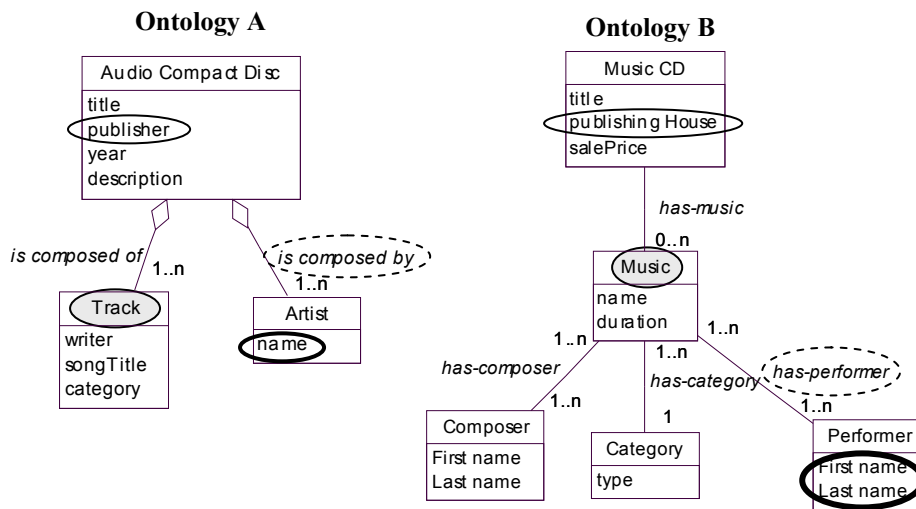 Ontology A
Audio Compact Disc
title
publisher
year
description
is composed of
1..n
is composed by
1..n
Track
writer
songTitle
category
Artist
name
Ontology B
Music CD
title
publishing House
salePrice
has-music
0..n
Music
name
duration
1..n
1..n
1..n
has-composer
has-category
has-performer
1..n
1
1..n
Composer
First name
Last name
Category
type
Performer
First name
Last name